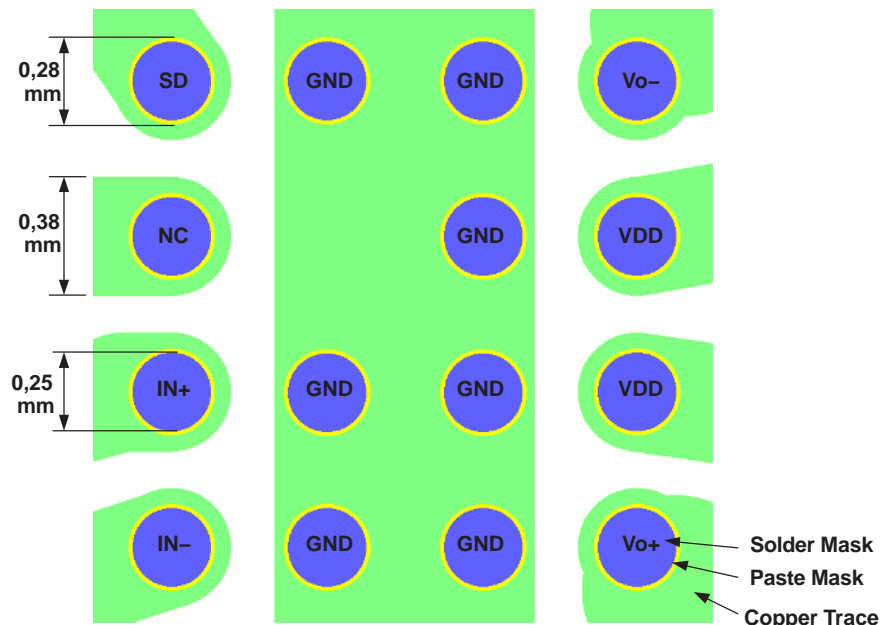 0,28
mm
SD
GND
GND
Vo–
0,38
mm
NC
GND
VDD
0,25
mm
IN+
GND
GND
VDD
IN–
GND
GND
Vo+
Solder Mask
Paste Mask
Copper Trace